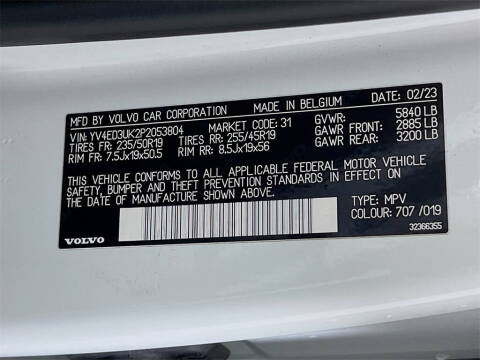 MFD BY VOLVO CAR CORPORATION MADE IN BELGIUM DATE: 02/23
VIN: YV4ED3UK2P2053804 MARKET CODE: 31 GVWR: 5840 LB
TIRES FR: 235/50R19 TIRES RR: 255/45R19 GAWR FRONT: 2885 LB
RIM FR: 7.5Jx19x50.5 RIM RR: 8.5Jx19x56 GAWR REAR: 3200 LB
THIS VEHICLE CONFORMS TO ALL APPLICABLE FEDERAL MOTOR VEHICLE
SAFETY, BUMPER AND THEFT PREVENTION STANDARDS IN EFFECT ON
THE DATE OF MANUFACTURE SHOWN ABOVE.
TYPE: MPV
COLOUR: 707 /019
VOLVO 32366355